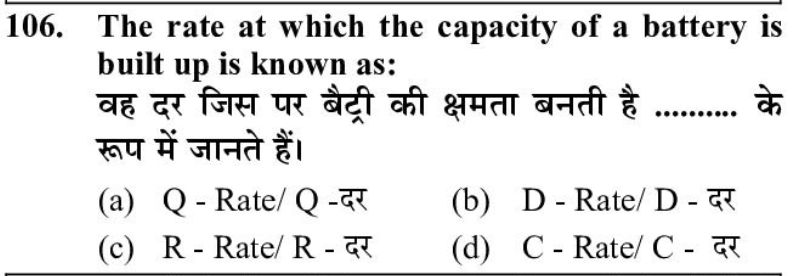 106. The rate at which the capacity of a battery is
built up is known as:
वह दर जिस पर बैट्री की क्षमता बनती है .......... के
रूप में जानते हैं।
(a) Q - Rate/ Q -दर (b) D - Rate/ D - दर
(c) R - Rate/ R - दर (d) C - Rate/ C - दर